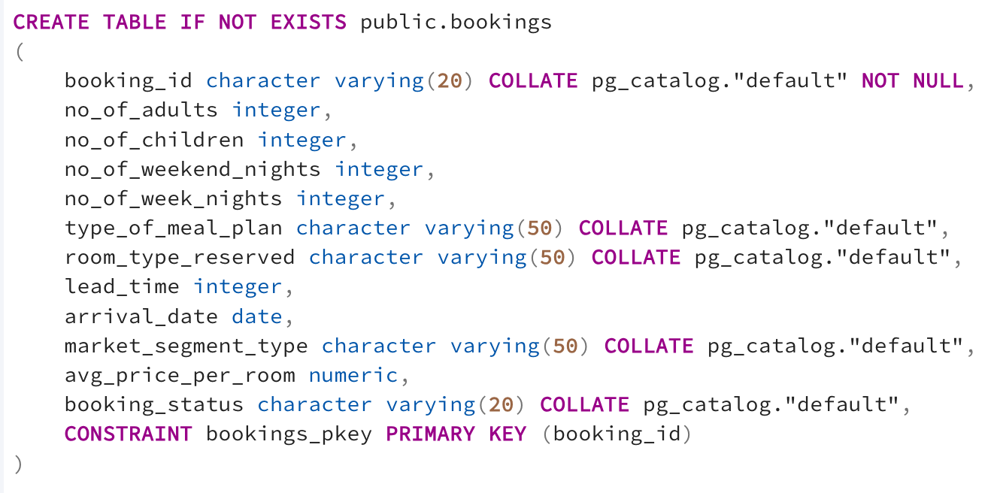 CREATE TABLE IF NOT EXISTS public.bookings
(
    booking_id character varying(20) COLLATE pg_catalog."default" NOT NULL,
    no_of_adults integer,
    no_of_children integer,
    no_of_weekend_nights integer,
    no_of_week_nights integer,
    type_of_meal_plan character varying(50) COLLATE pg_catalog."default",
    room_type_reserved character varying(50) COLLATE pg_catalog."default",
    lead_time integer,
    arrival_date date,
    market_segment_type character varying(50) COLLATE pg_catalog."default",
    avg_price_per_room numeric,
    booking_status character varying(20) COLLATE pg_catalog."default",
    CONSTRAINT bookings_pkey PRIMARY KEY (booking_id)
)